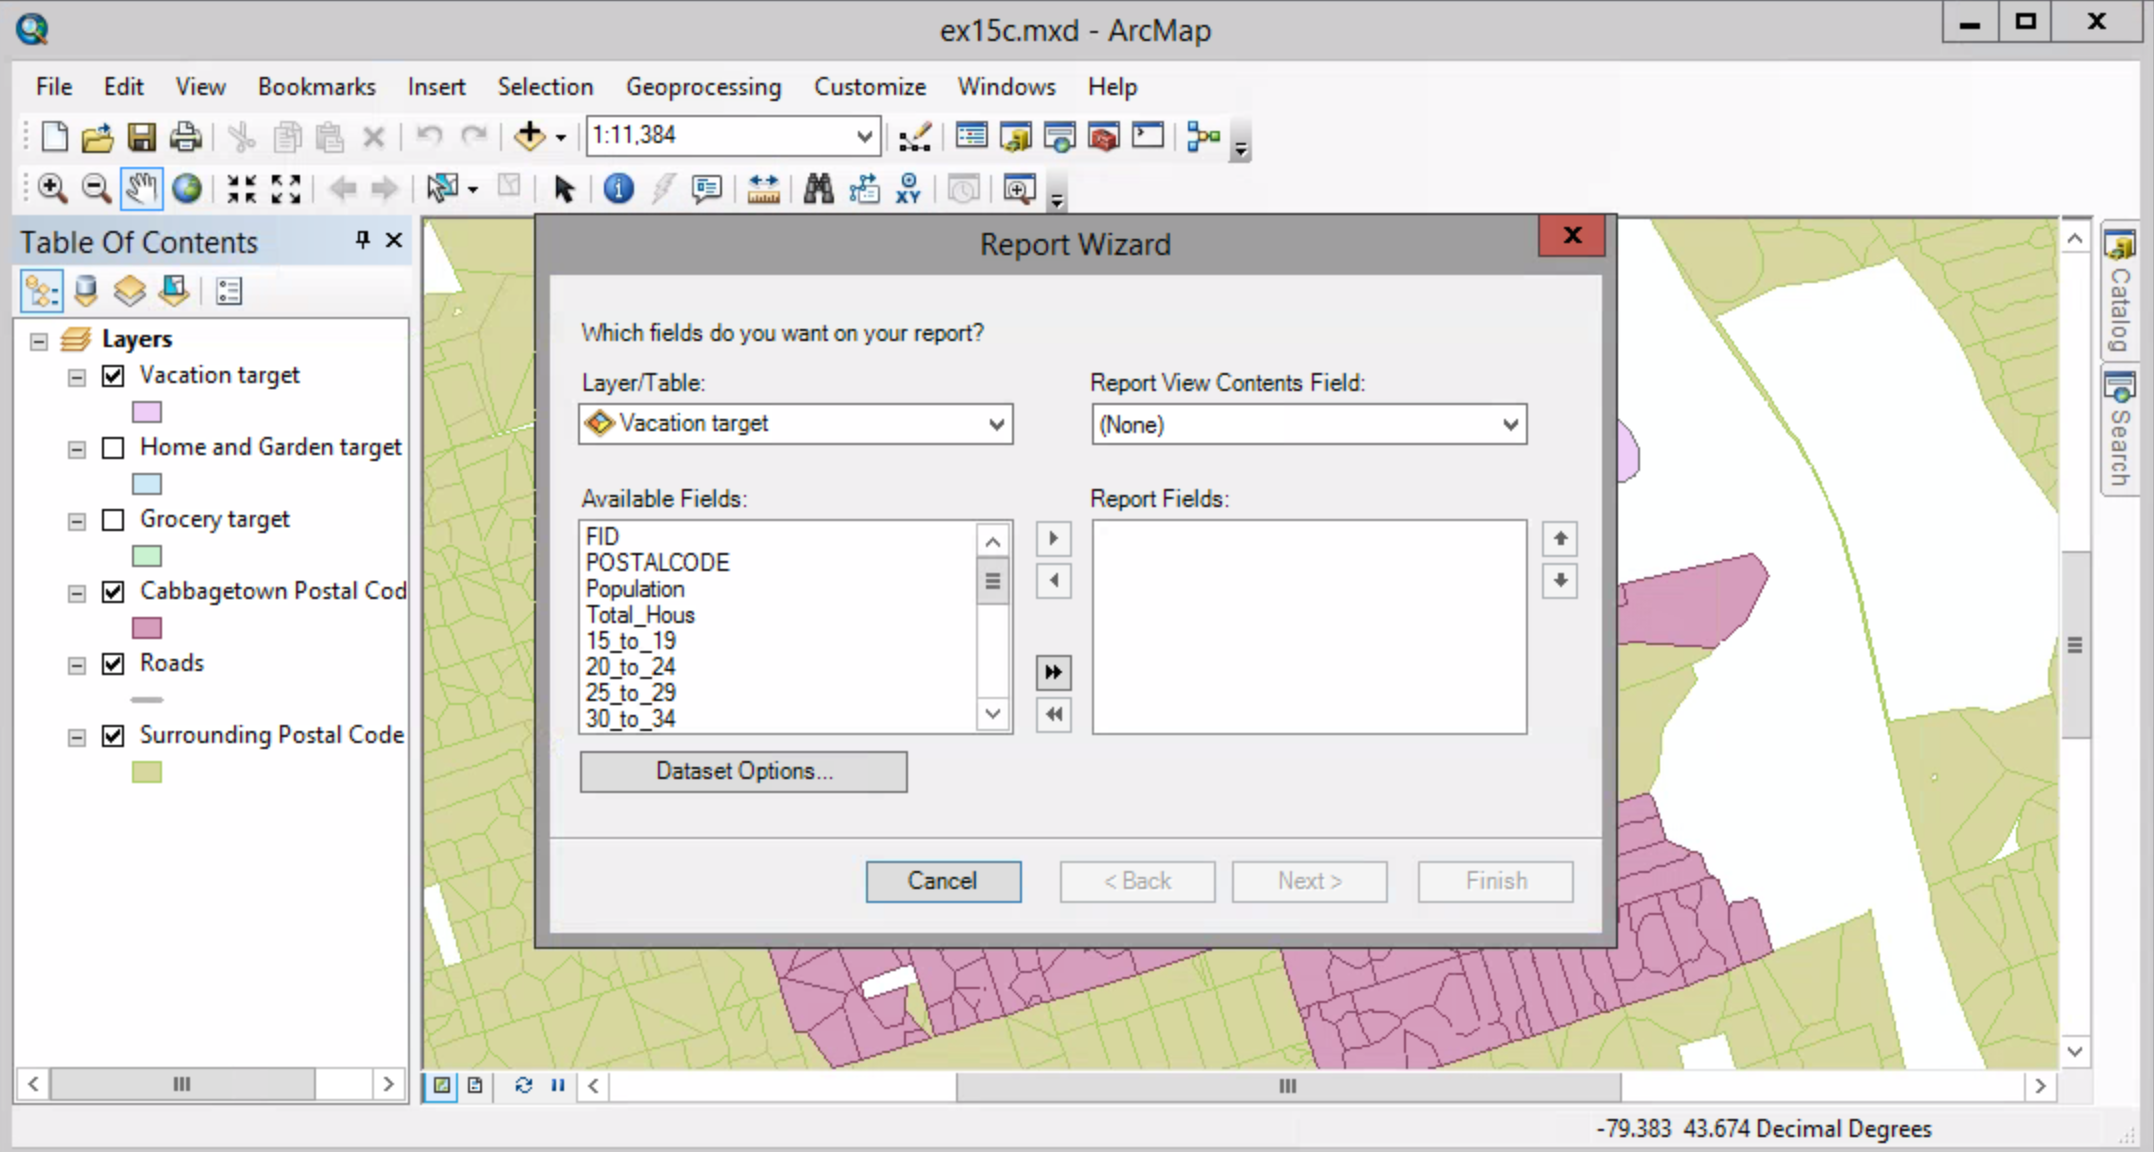 ex15c.mxd - ArcMap
File Edit View Bookmarks Insert Selection Geoprocessing Customize Windows Help
1:11,384
XY
Table Of Contents
Layers
Vacation target
Home and Garden target
Grocery target
Cabbagetown Postal Cod
Roads
Surrounding Postal Code
Report Wizard
Which fields do you want on your report?
Layer/Table:
Report View Contents Field:
Vacation target
(None)
Available Fields:
Report Fields:
FID
POSTALCODE
Population
Total_Hous
15_to_19
20_to_24
25_to_29
30_to_34
Dataset Options...
Cancel
< Back
Next >
Finish
Catalog
Search
-79.383 43.674 Decimal Degrees